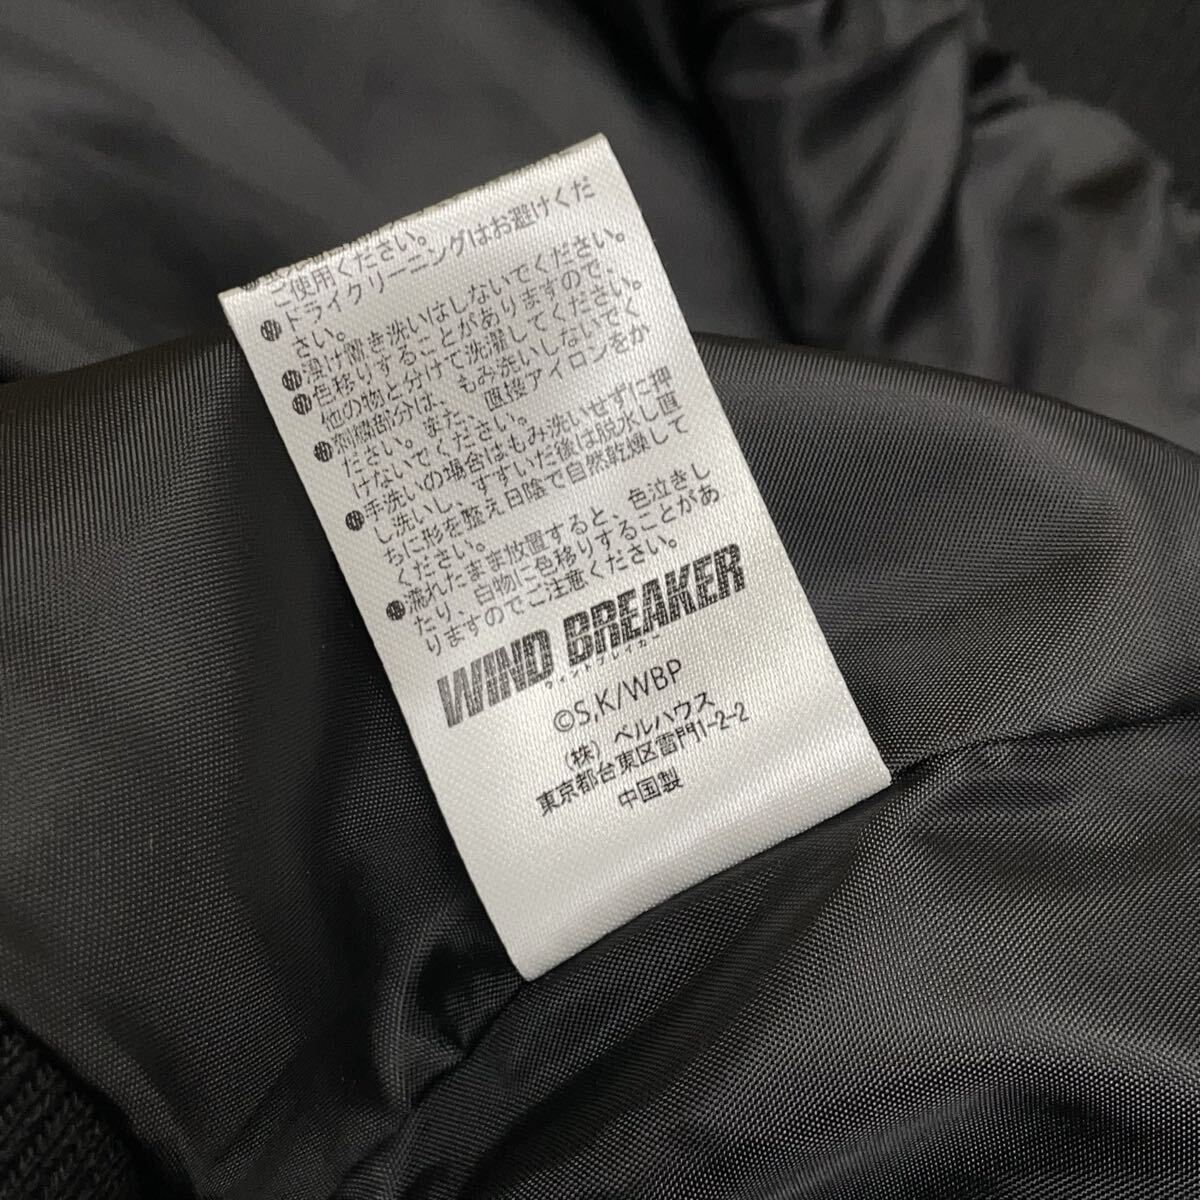 ご使用ください。
ドライクリーニングはお避けくだ
さい。
浸け置き洗いはしないでください。
色移りすることがありますので、
他の物と分けて洗濯してください。
刺繍部分は、もみ洗いしないでく
ださい。また、直接アイロンをか
けないでください。
手洗いの場合はもみ洗いせずに押
し洗いし、すすいだ後は脱水し直
ちに形を整え日陰で自然乾燥して
ください。
濡れたまま放置すると、色泣きし
たり、白物に色移りすることがあ
りますのでご注意ください。
WIND BREAKER
ウィンドブレイカー
©S,K/WBP
(株) ベルハウス
東京都台東区雷門1-2-2
中国製